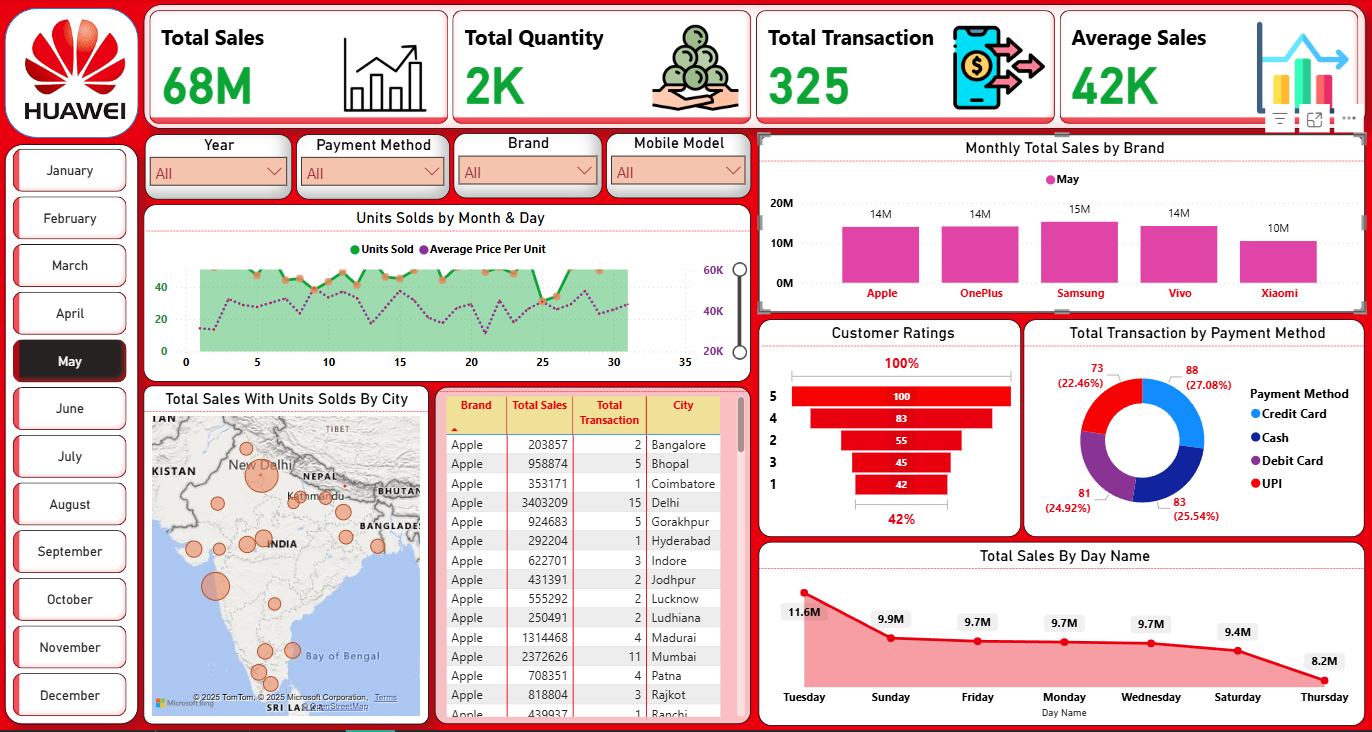 HUAWEI
Total Sales
68M
Total Quantity
2K
Total Transaction
325
Average Sales
42K
January
February
March
April
May
June
July
August
September
October
November
December
Year
All
Payment Method
All
Brand
All
Mobile Model
All
Units Solds by Month & Day
Units Sold Average Price Per Unit
40
20
0
60K
40K
20K
0 5 10 15 20 25 30 35
Monthly Total Sales by Brand
May
20M
10M
0M
14M 14M 15M 14M 10M
Apple OnePlus Samsung Vivo Xiaomi
Total Sales With Units Solds By City
TIBET
KISTAN
New Delhi
NEPAL
Kathmandu
BHUTAN
BANGLADE
INDIA
Bay of Bengal
© 2025 TomTom, © 2025 Microsoft Corporation, Terms
Microsoft Bing
© OpenStreetMap
SRI LA
Brand Total Sales Total Transaction City
Apple 203857 2 Bangalore
Apple 958874 5 Bhopal
Apple 353171 1 Coimbatore
Apple 3403209 15 Delhi
Apple 924683 5 Gorakhpur
Apple 292204 1 Hyderabad
Apple 622701 3 Indore
Apple 431391 2 Jodhpur
Apple 555292 2 Lucknow
Apple 250491 2 Ludhiana
Apple 1314468 4 Madurai
Apple 2372626 11 Mumbai
Apple 708351 4 Patna
Apple 818804 3 Rajkot
Apple 439937 1 Ranchi
Customer Ratings
100%
5 100
4 83
2 55
3 45
1 42
42%
Total Transaction by Payment Method
73
(22.46%)
88
(27.08%)
81
(24.92%)
83
(25.54%)
Payment Method
Credit Card
Cash
Debit Card
UPI
Total Sales By Day Name
11.6M 9.9M 9.7M 9.7M 9.7M 9.4M 8.2M
Tuesday Sunday Friday Monday Wednesday Saturday Thursday
Day Name